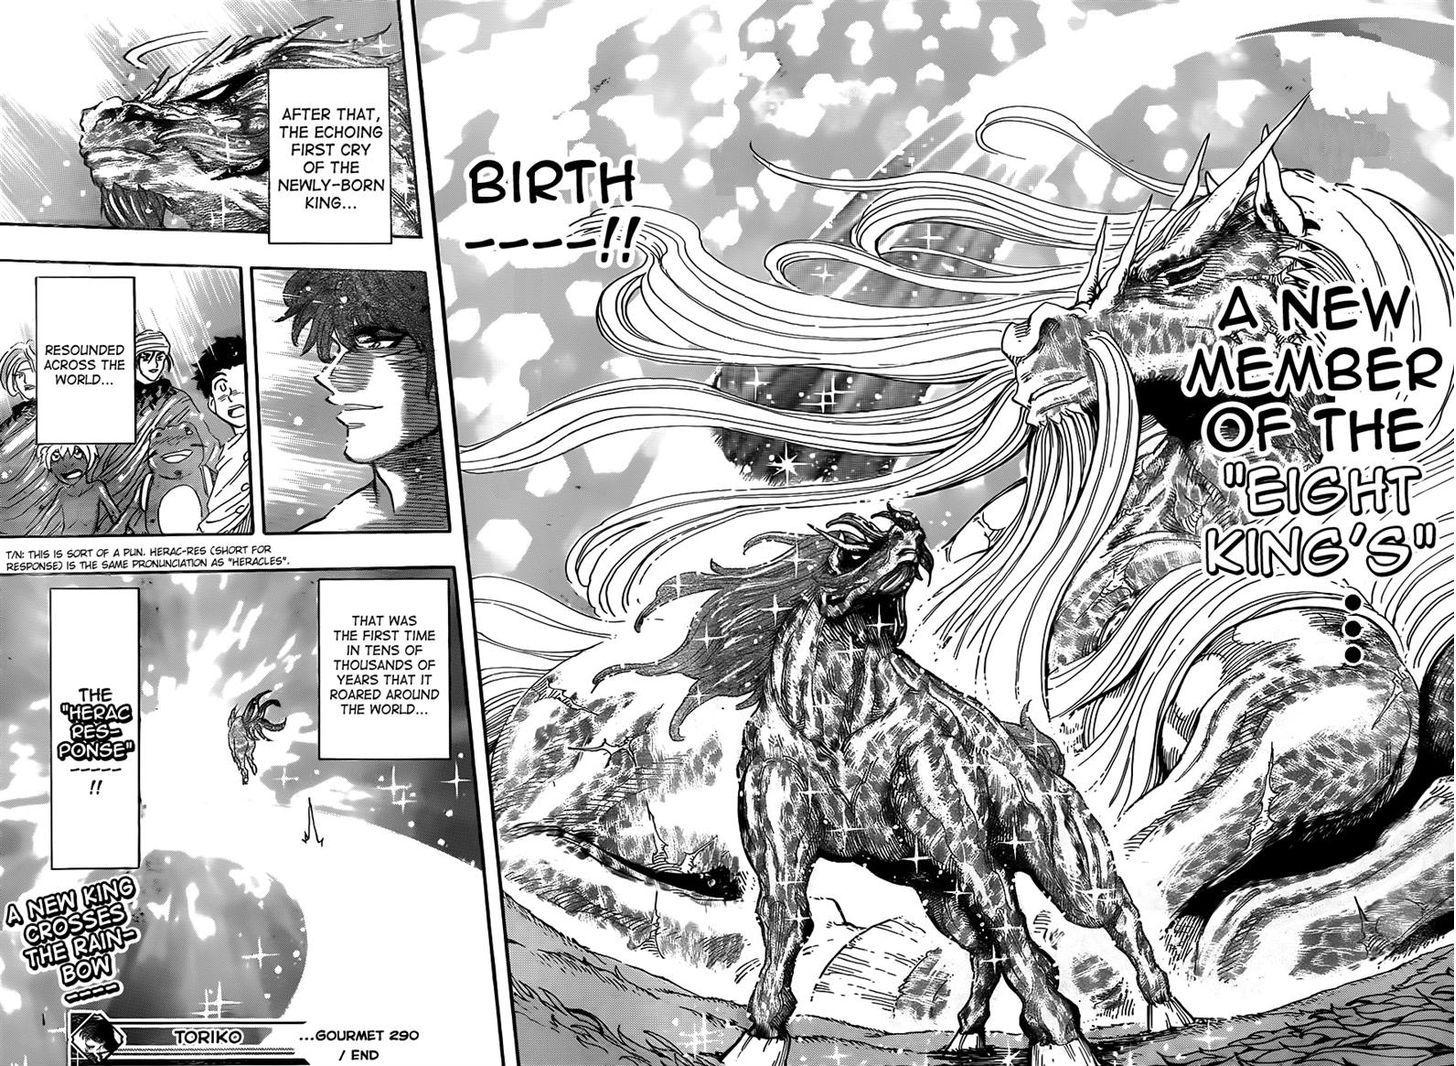 A NEW
MEMBER
OF THE
"EIGHT
KING'S"
...
BIRTH
----!!
AFTER THAT,
THE ECHOING
FIRST CRY
OF THE
NEWLY-BORN
KING...
RESOUNDED
ACROSS THE
WORLD...
T/N: THIS IS SORT OF A PUN. HERAC-RES (SHORT FOR
RESPONSE) IS THE SAME PRONUNCIATION AS "HERACLES".
THAT WAS
THE FIRST TIME
IN TENS OF
THOUSANDS OF
YEARS THAT IT
ROARED AROUND
THE WORLD...
THE
"HERAC
RES-
PONSE"
-----
!!
A NEW KING
CROSSES
THE RAIN-
BOW
----
TORIKO
...GOURMET 290
/ END